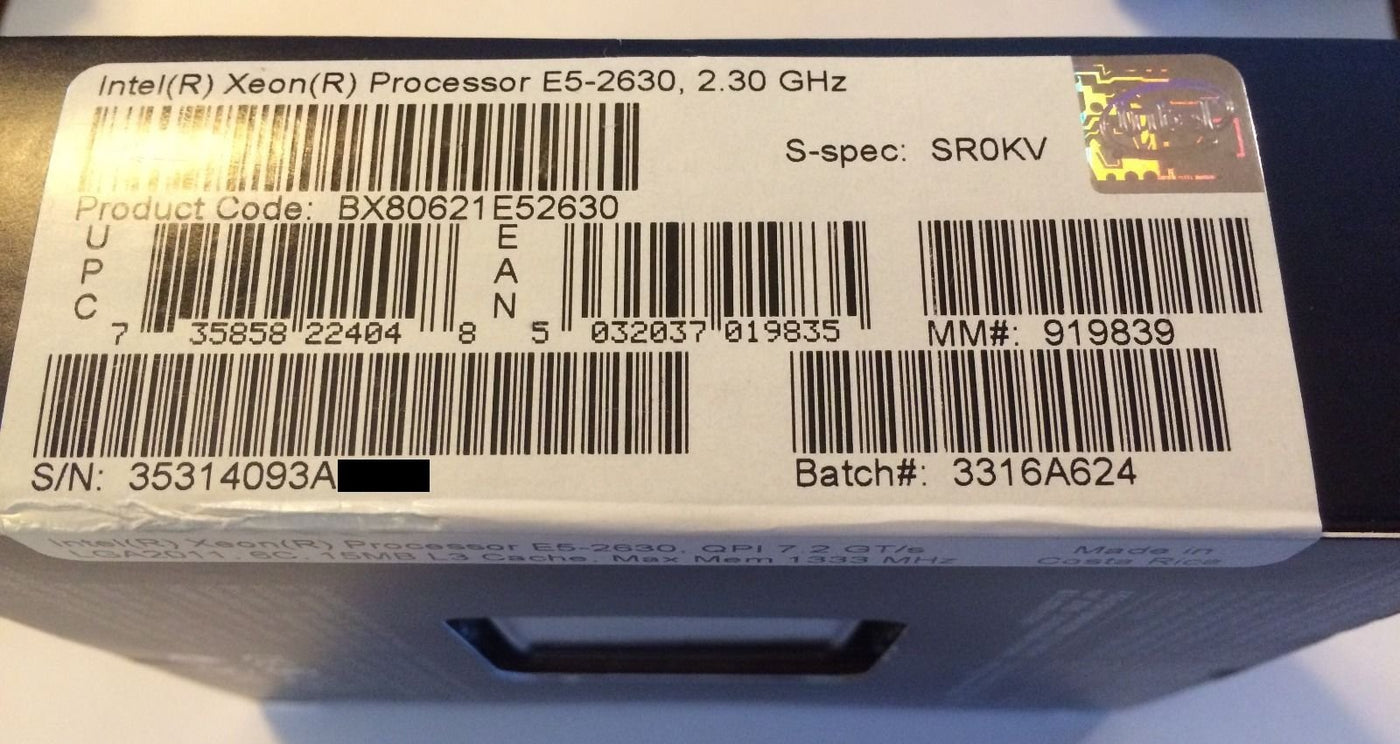 Intel(R) Xeon(R) Processor E5-2630, 2.30 GHz
S-spec: SR0KV
Product Code: BX80621E52630
UPC
7 35858 22404 8
EAN
5 032037 019835
MM#: 919839
S/N: 35314093A
Batch#: 3316A624
Intel(R) Xeon(R) Processor E5-2630, QPI 7.2 GT/s
LGA2011, 6C, 15MB L3 Cache, Max Mem 1333 MHz
Made in
Costa Rica